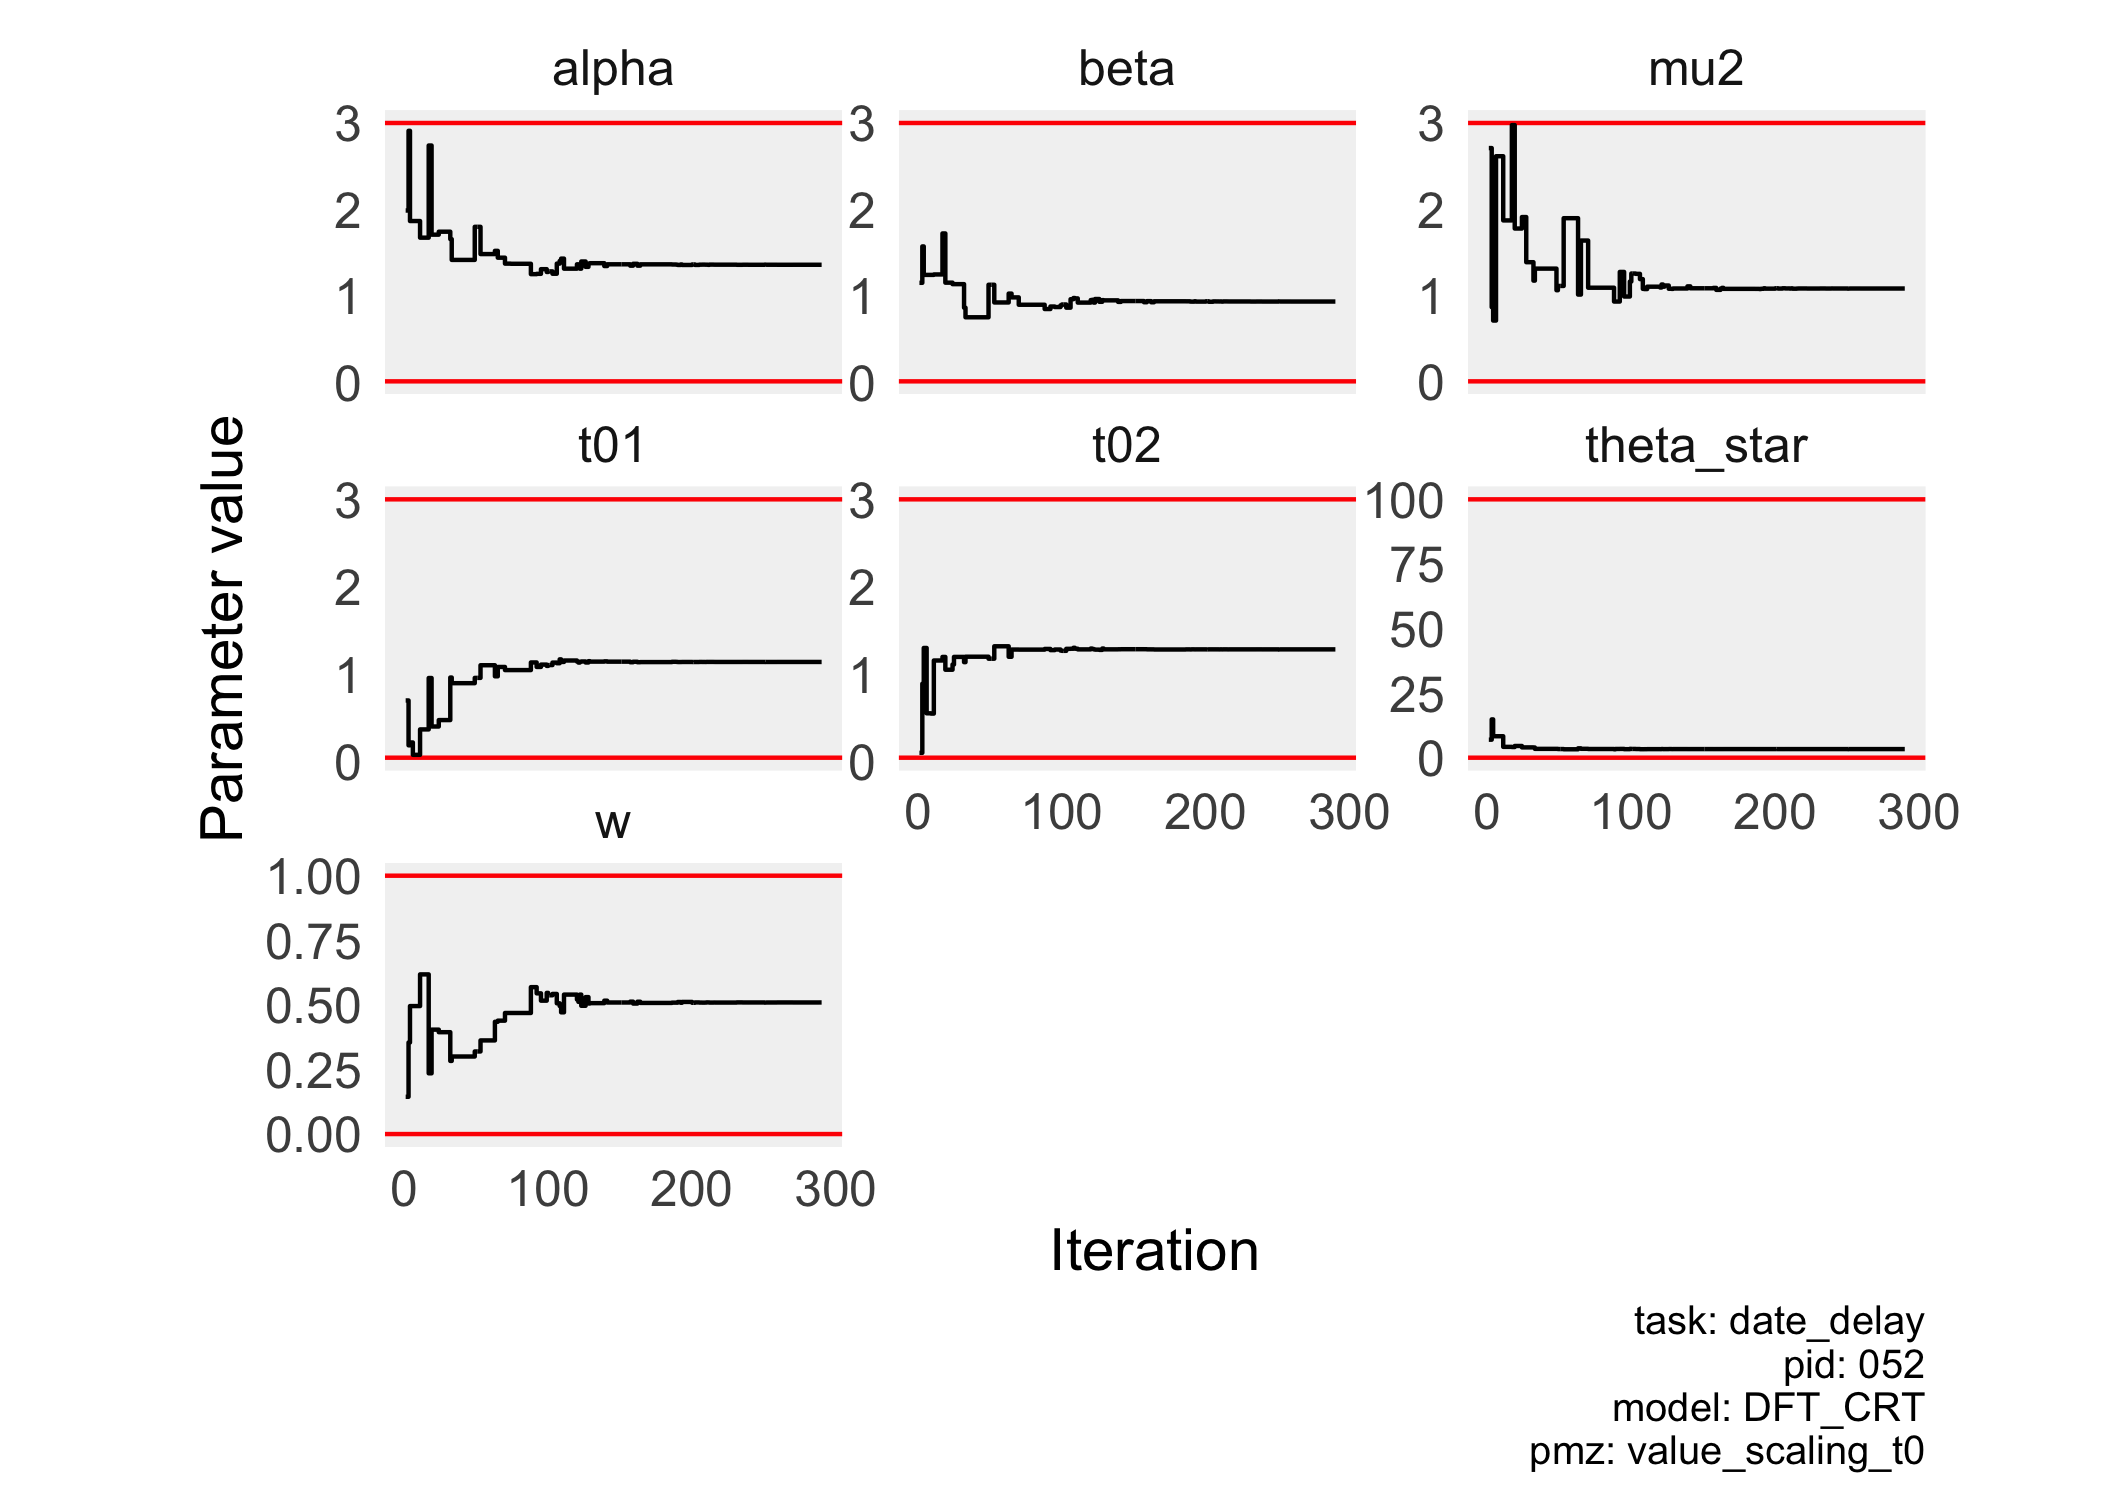 alpha
beta
mu2
3
2
1
0
3
2
1
0
3
2
1
0
t01
t02
theta_star
3
2
1
0
3
2
1
0
100
75
50
25
0
0 100 200 300
0 100 200 300
w
1.00
0.75
0.50
0.25
0.00
0 100 200 300
Parameter value
Iteration
task: date_delay
pid: 052
model: DFT_CRT
pmz: value_scaling_t0